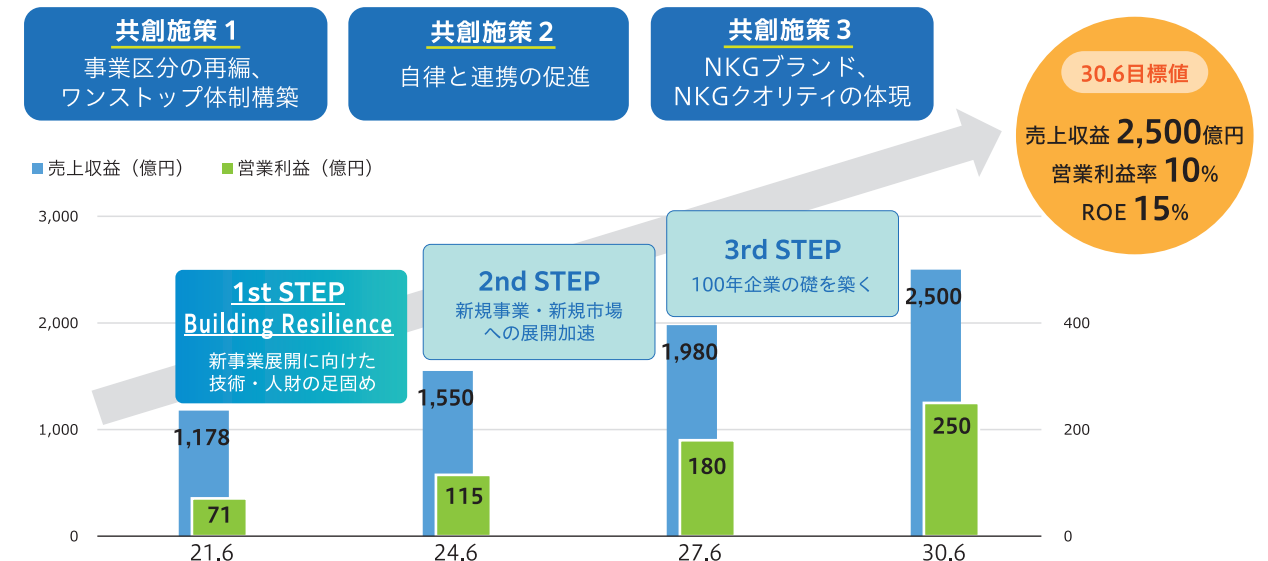 共創施策1
事業区分の再編、
ワンストップ体制構築
共創施策2
自律と連携の促進
共創施策3
NKGブランド、
NKGクオリティの体現
30.6目標値
売上収益 2,500億円
営業利益率 10%
ROE 15%
売上収益（億円） 営業利益（億円）
3,000
2,000
1,000
0
1st STEP
Building Resilience
新事業展開に向けた
技術・人財の足固め
2nd STEP
新規事業・新規市場
への展開加速
3rd STEP
100年企業の礎を築く
1,178
71
1,550
115
1,980
180
2,500
250
400
200
0
21.6 24.6 27.6 30.6